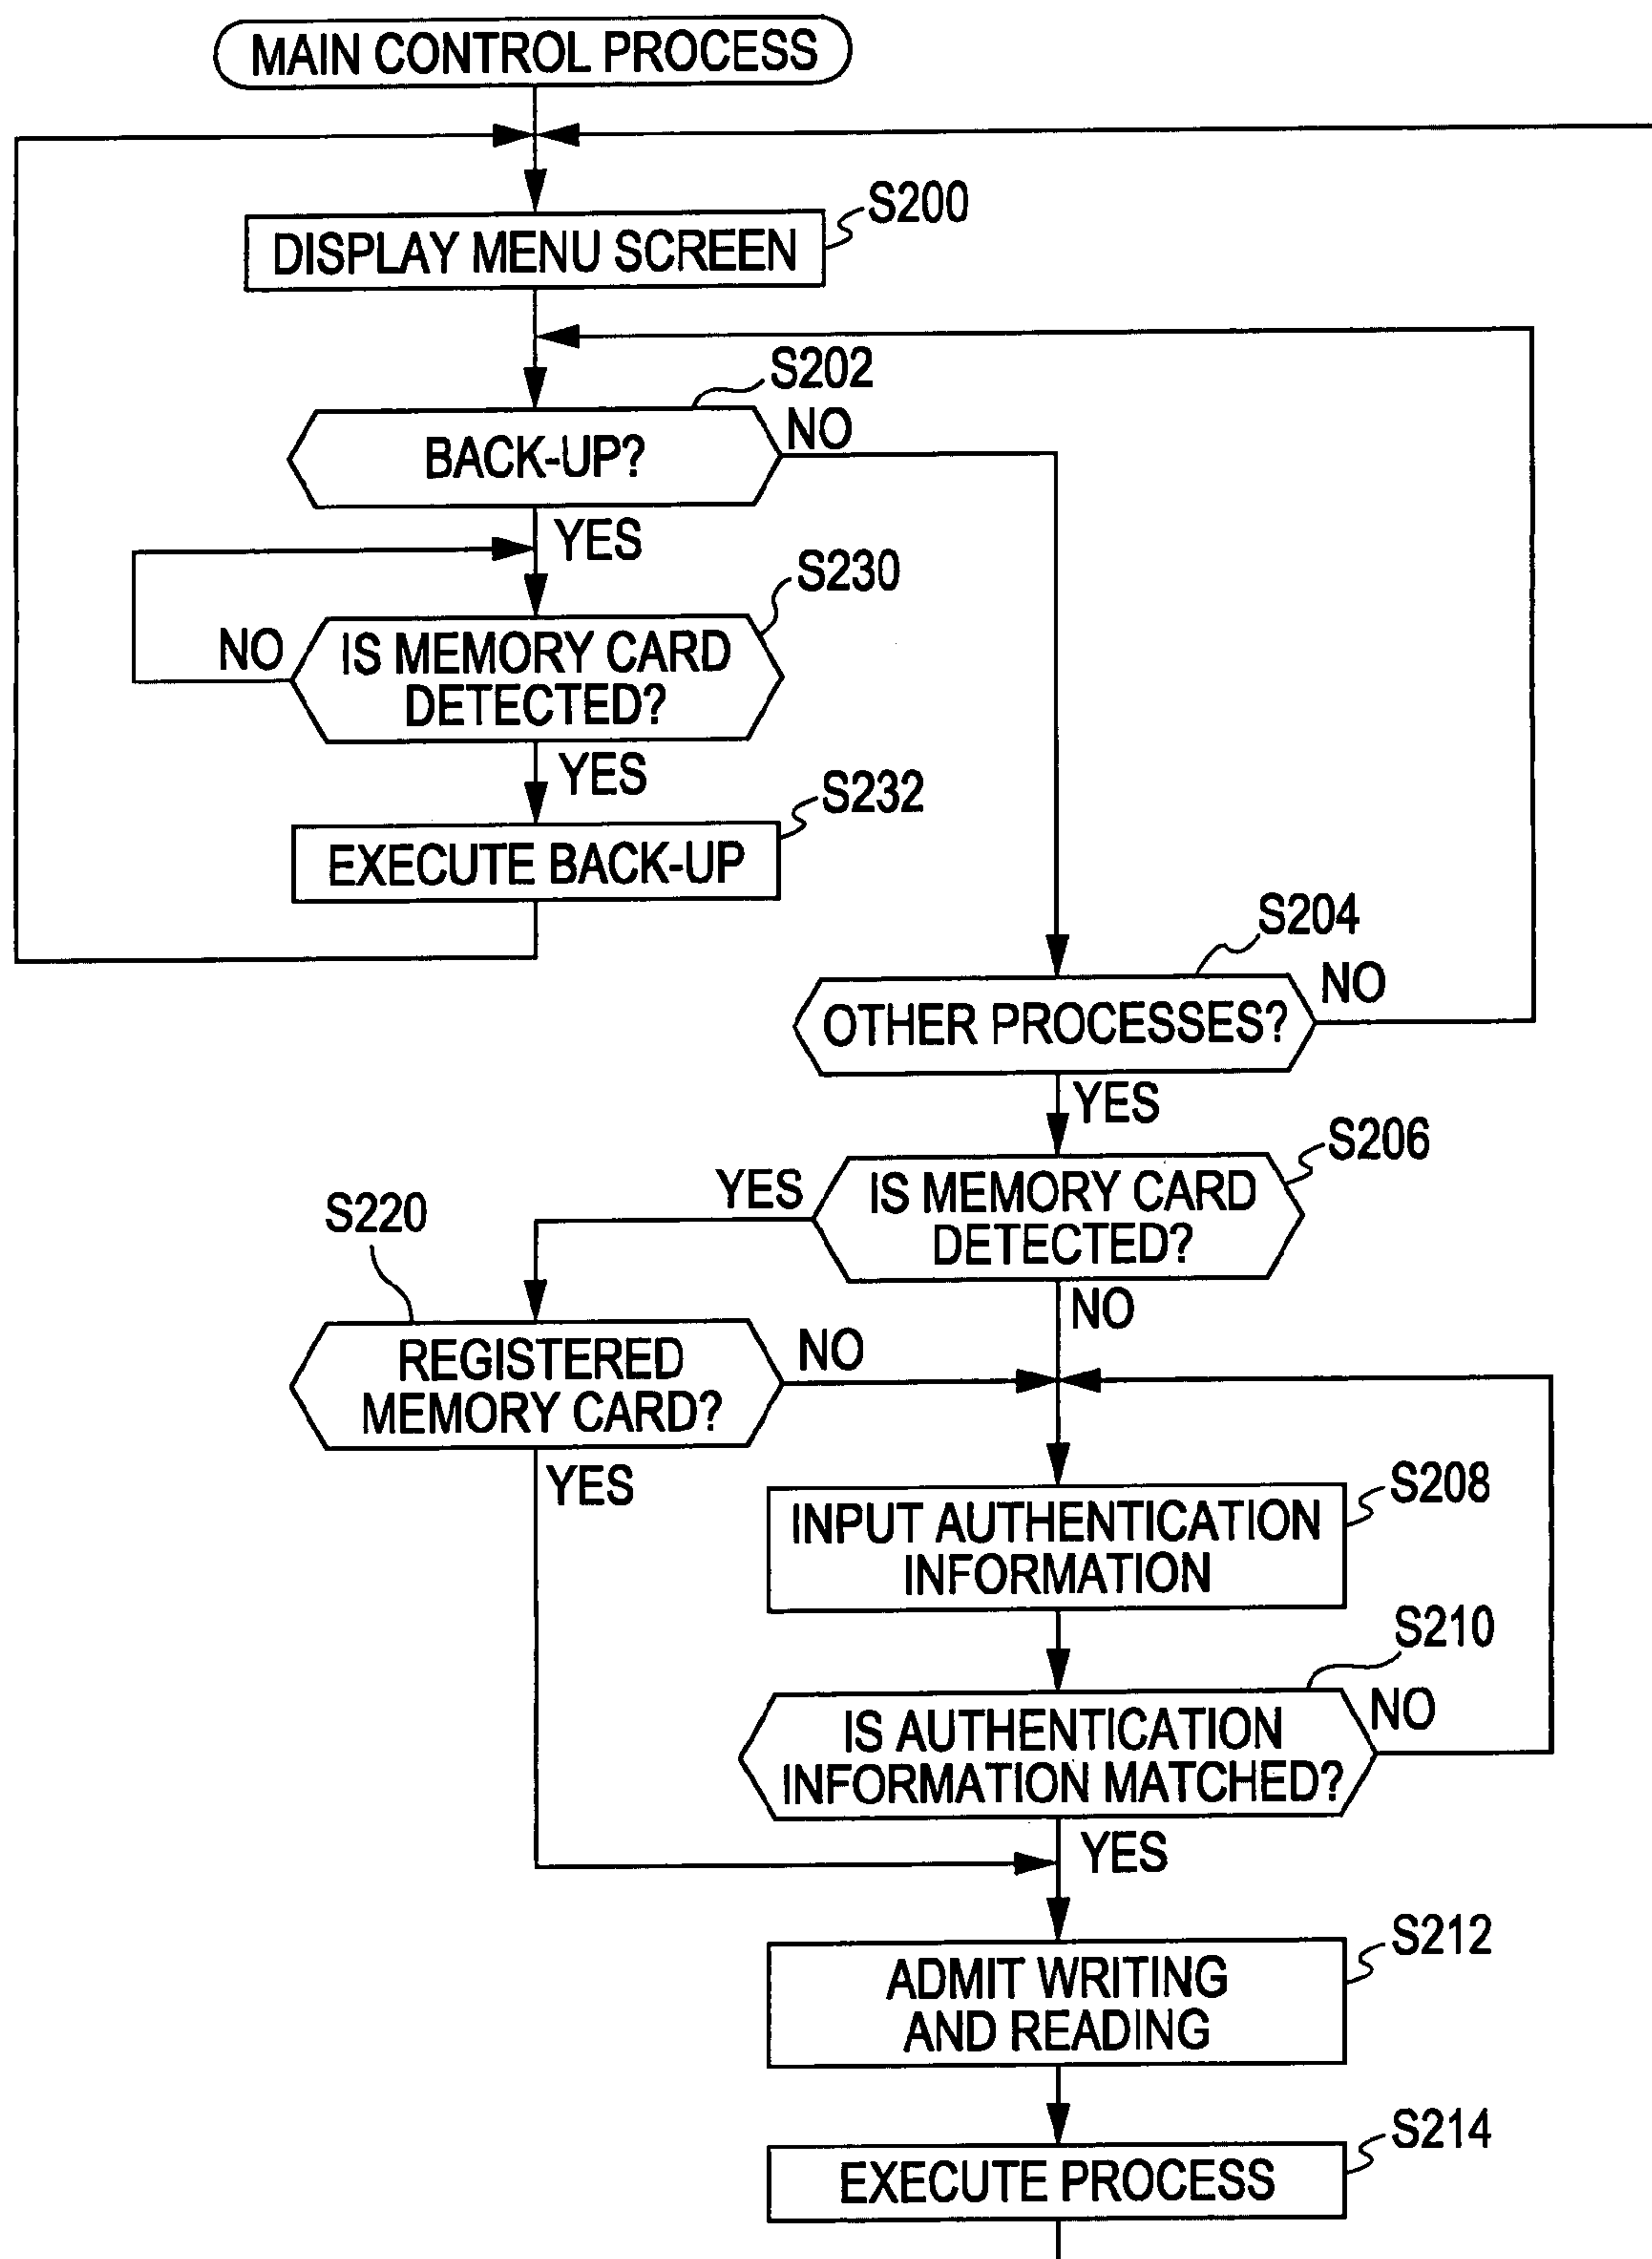 MAIN CONTROL PROCESS
S200
DISPLAY MENU SCREEN
S202
BACK-UP?
NO
YES
S230
NO
IS MEMORY CARD
DETECTED?
YES
S232
EXECUTE BACK-UP
S204
OTHER PROCESSES?
NO
YES
S206
YES
IS MEMORY CARD
DETECTED?
NO
S220
REGISTERED
MEMORY CARD?
NO
YES
S208
INPUT AUTHENTICATION
INFORMATION
S210
IS AUTHENTICATION
INFORMATION MATCHED?
NO
YES
S212
ADMIT WRITING
AND READING
S214
EXECUTE PROCESS